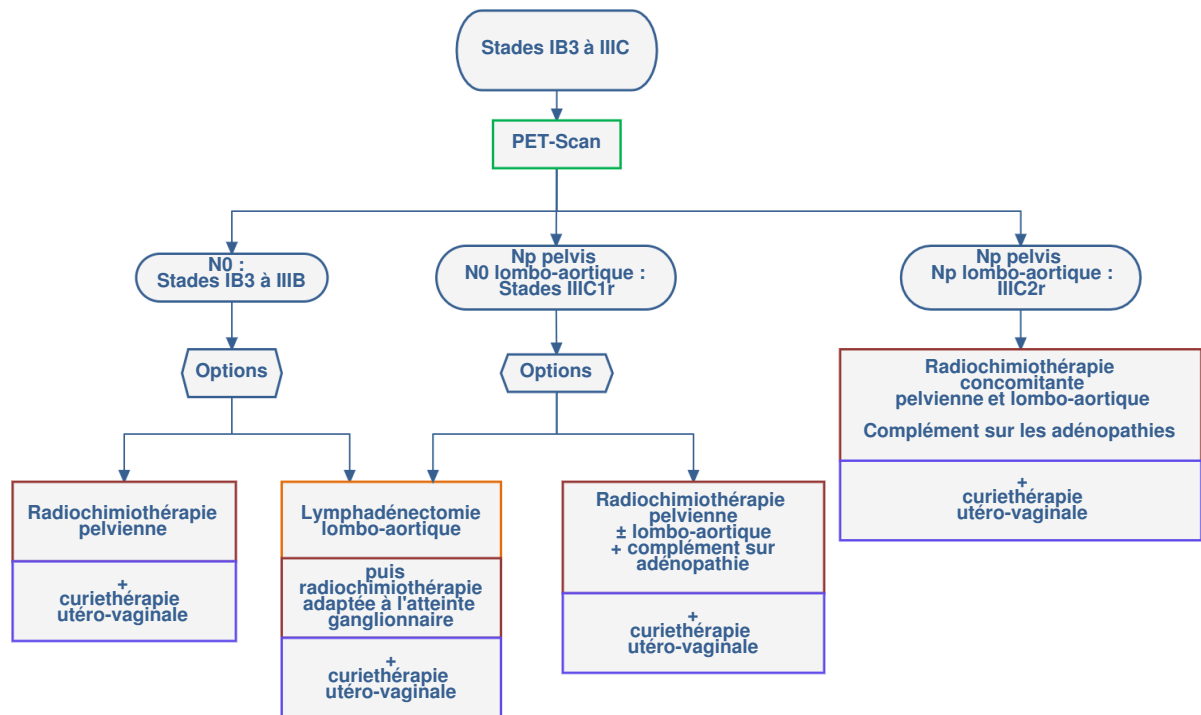 Stades IB3 à IIIC
PET-Scan
N0 :
Stades IB3 à IIIB
Np pelvis
N0 lombo-aortique :
Stades IIIC1r
Np pelvis
Np lombo-aortique :
IIIC2r
Options
Options
Radiochimiothérapie
concomitante
pelvienne et lombo-aortique
Complément sur les adénopathies
+
curiethérapie
utéro-vaginale
Radiochimiothérapie
pelvienne
+
curiethérapie
utéro-vaginale
Lymphadénectomie
lombo-aortique
puis
radiochimiothérapie
adaptée à l'atteinte
ganglionnaire
+
curiethérapie
utéro-vaginale
Radiochimiothérapie
pelvienne
± lombo-aortique
+ complément sur
adénopathie
+
curiethérapie
utéro-vaginale